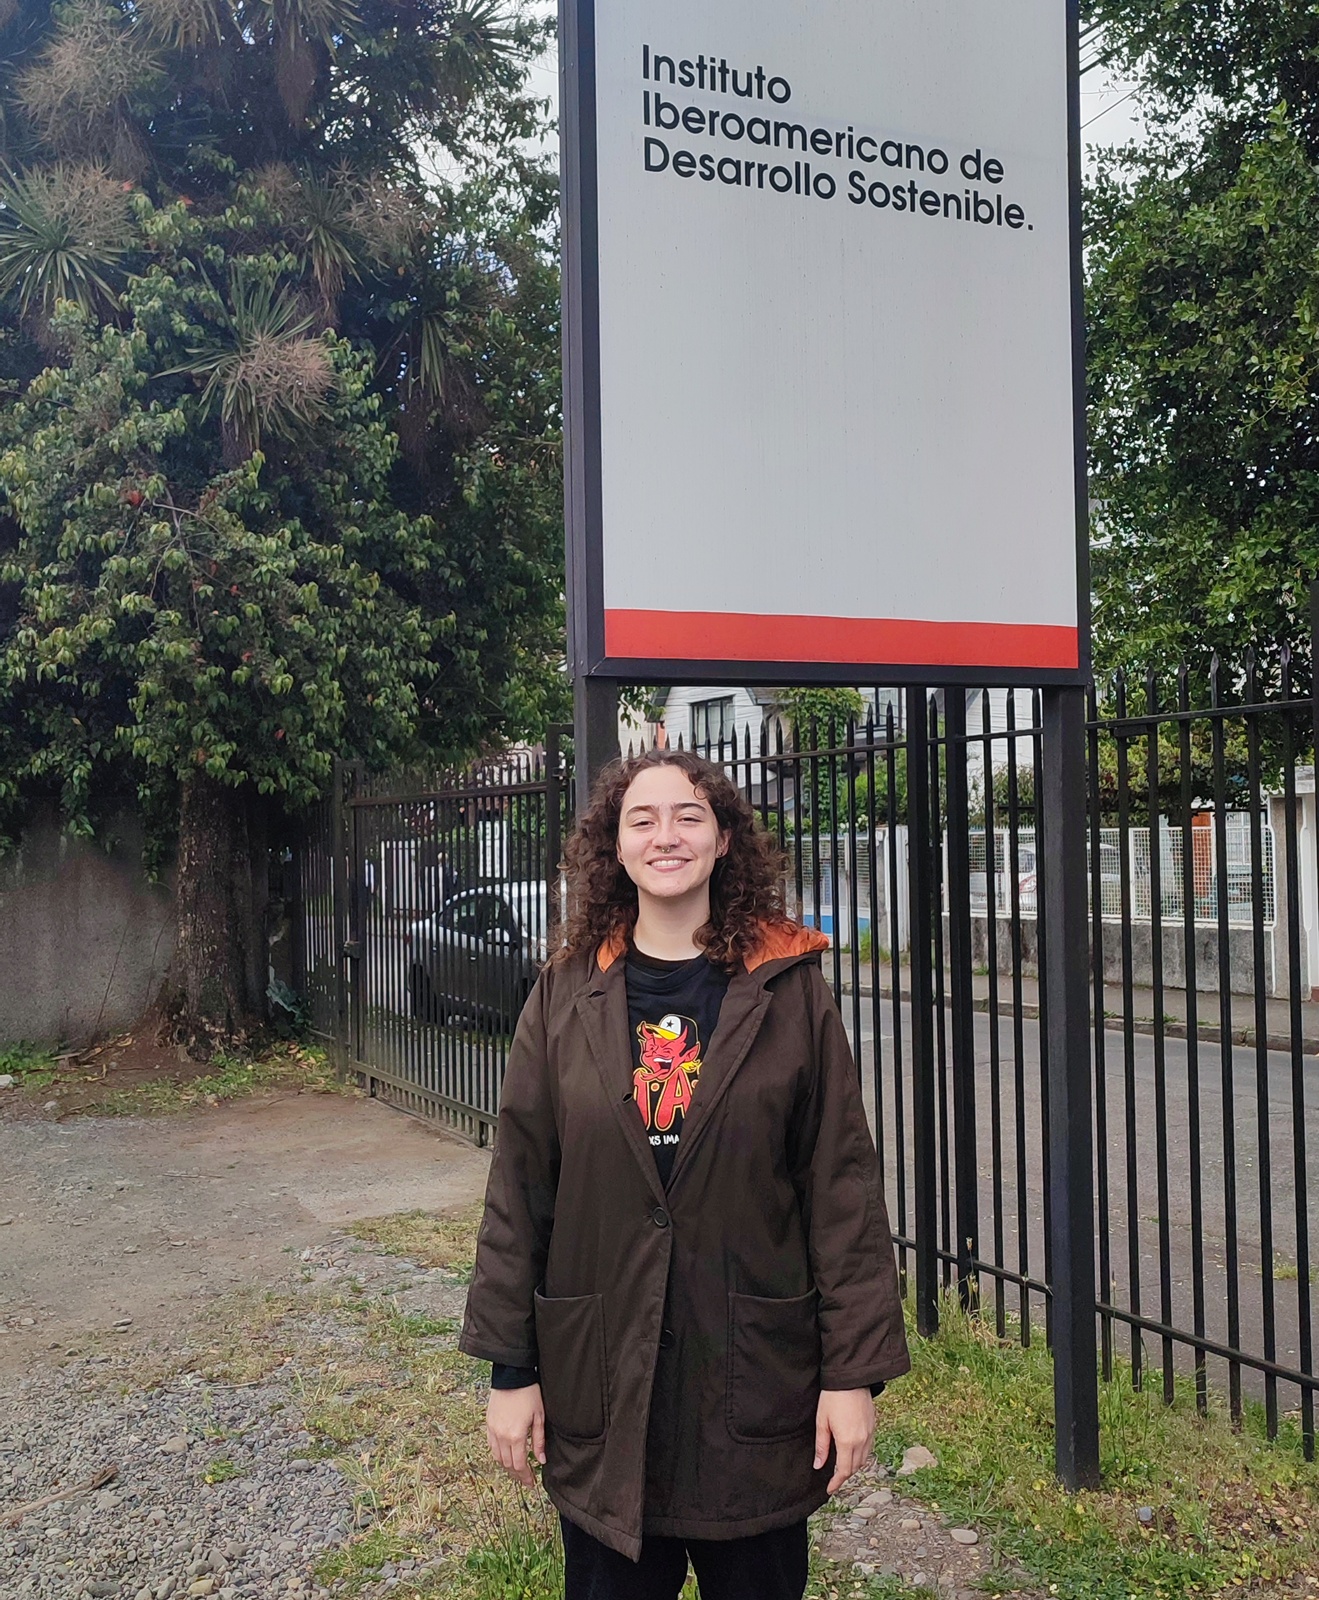 Instituto
Iberoamericano de
Desarrollo Sostenible.